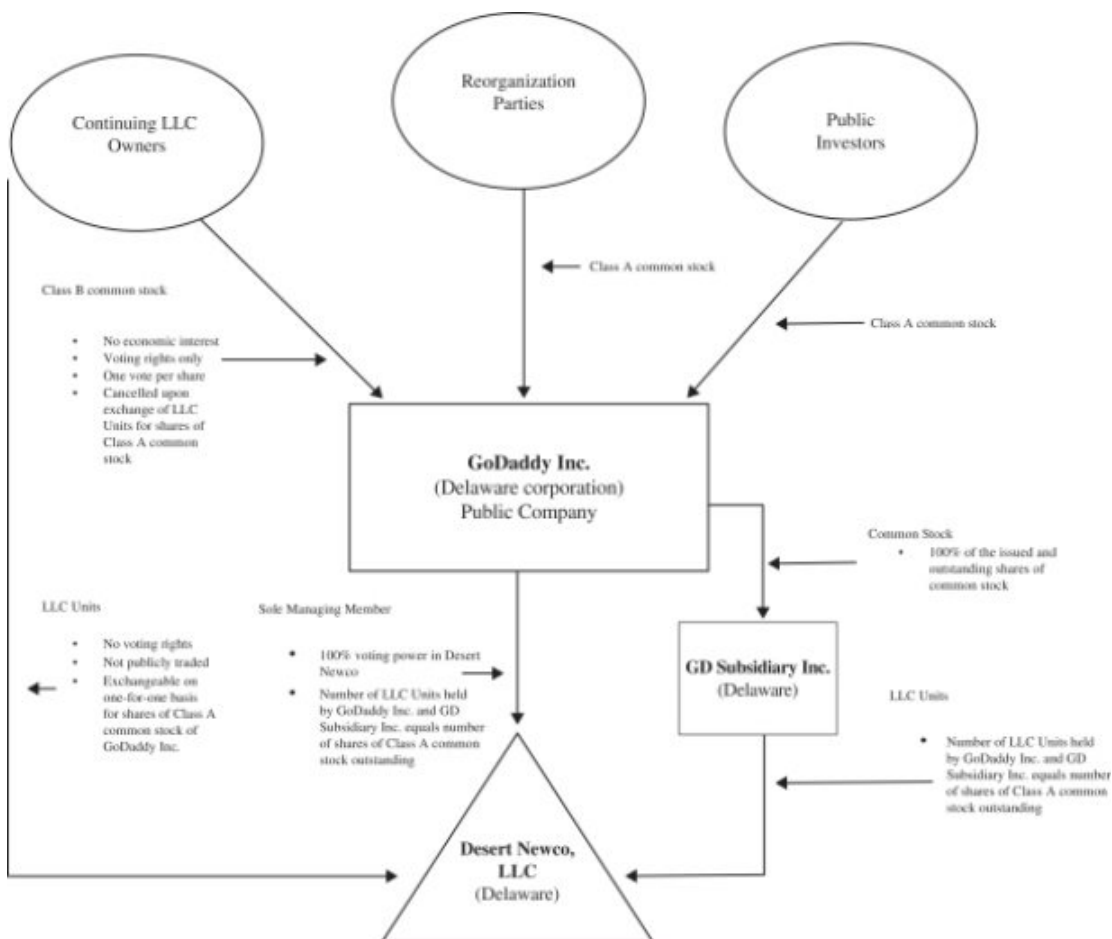 Continuing LLC
Owners
Reorganization
Parties
Public
Investors
Class A common stock
Class B common stock
• No economic interest
• Voting rights only
• One vote per share
• Cancelled upon
exchange of LLC
Units for shares of
Class A common
stock
Class A common stock
GoDaddy Inc.
(Delaware corporation)
Public Company
Common Stock
• 100% of the issued and
outstanding shares of
common stock
LLC Units
• No voting rights
• Not publicly traded
• Exchangeable on
one-for-one basis
for shares of Class A
common stock of
GoDaddy Inc.
Sole Managing Member
• 100% voting power in Desert
Newco
• Number of LLC Units held
by GoDaddy Inc. and GD
Subsidiary Inc. equals number
of shares of Class A common
stock outstanding
GD Subsidiary Inc.
(Delaware)
LLC Units
• Number of LLC Units held
by GoDaddy Inc. and GD
Subsidiary Inc. equals number
of shares of Class A common
stock outstanding
Desert Newco,
LLC
(Delaware)